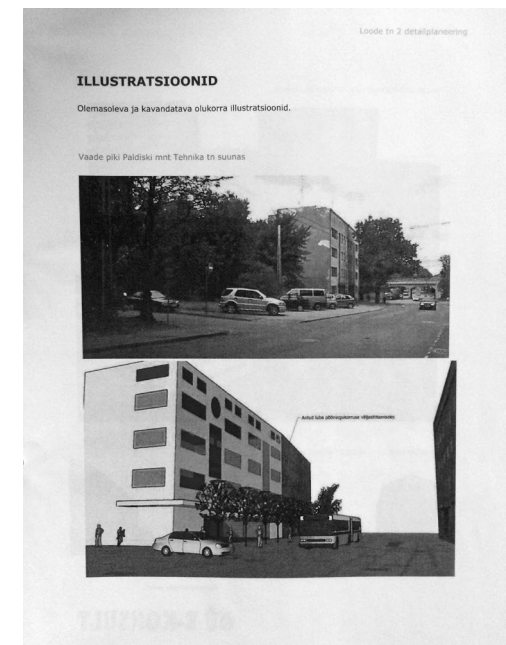 Loode tn 2 detailplaneering
ILLUSTRATSIOONID
Olemasoleva ja kavandatava olukorra illustratsioonid.
Vaade piki Paldiski mnt Tehnika tn suunas